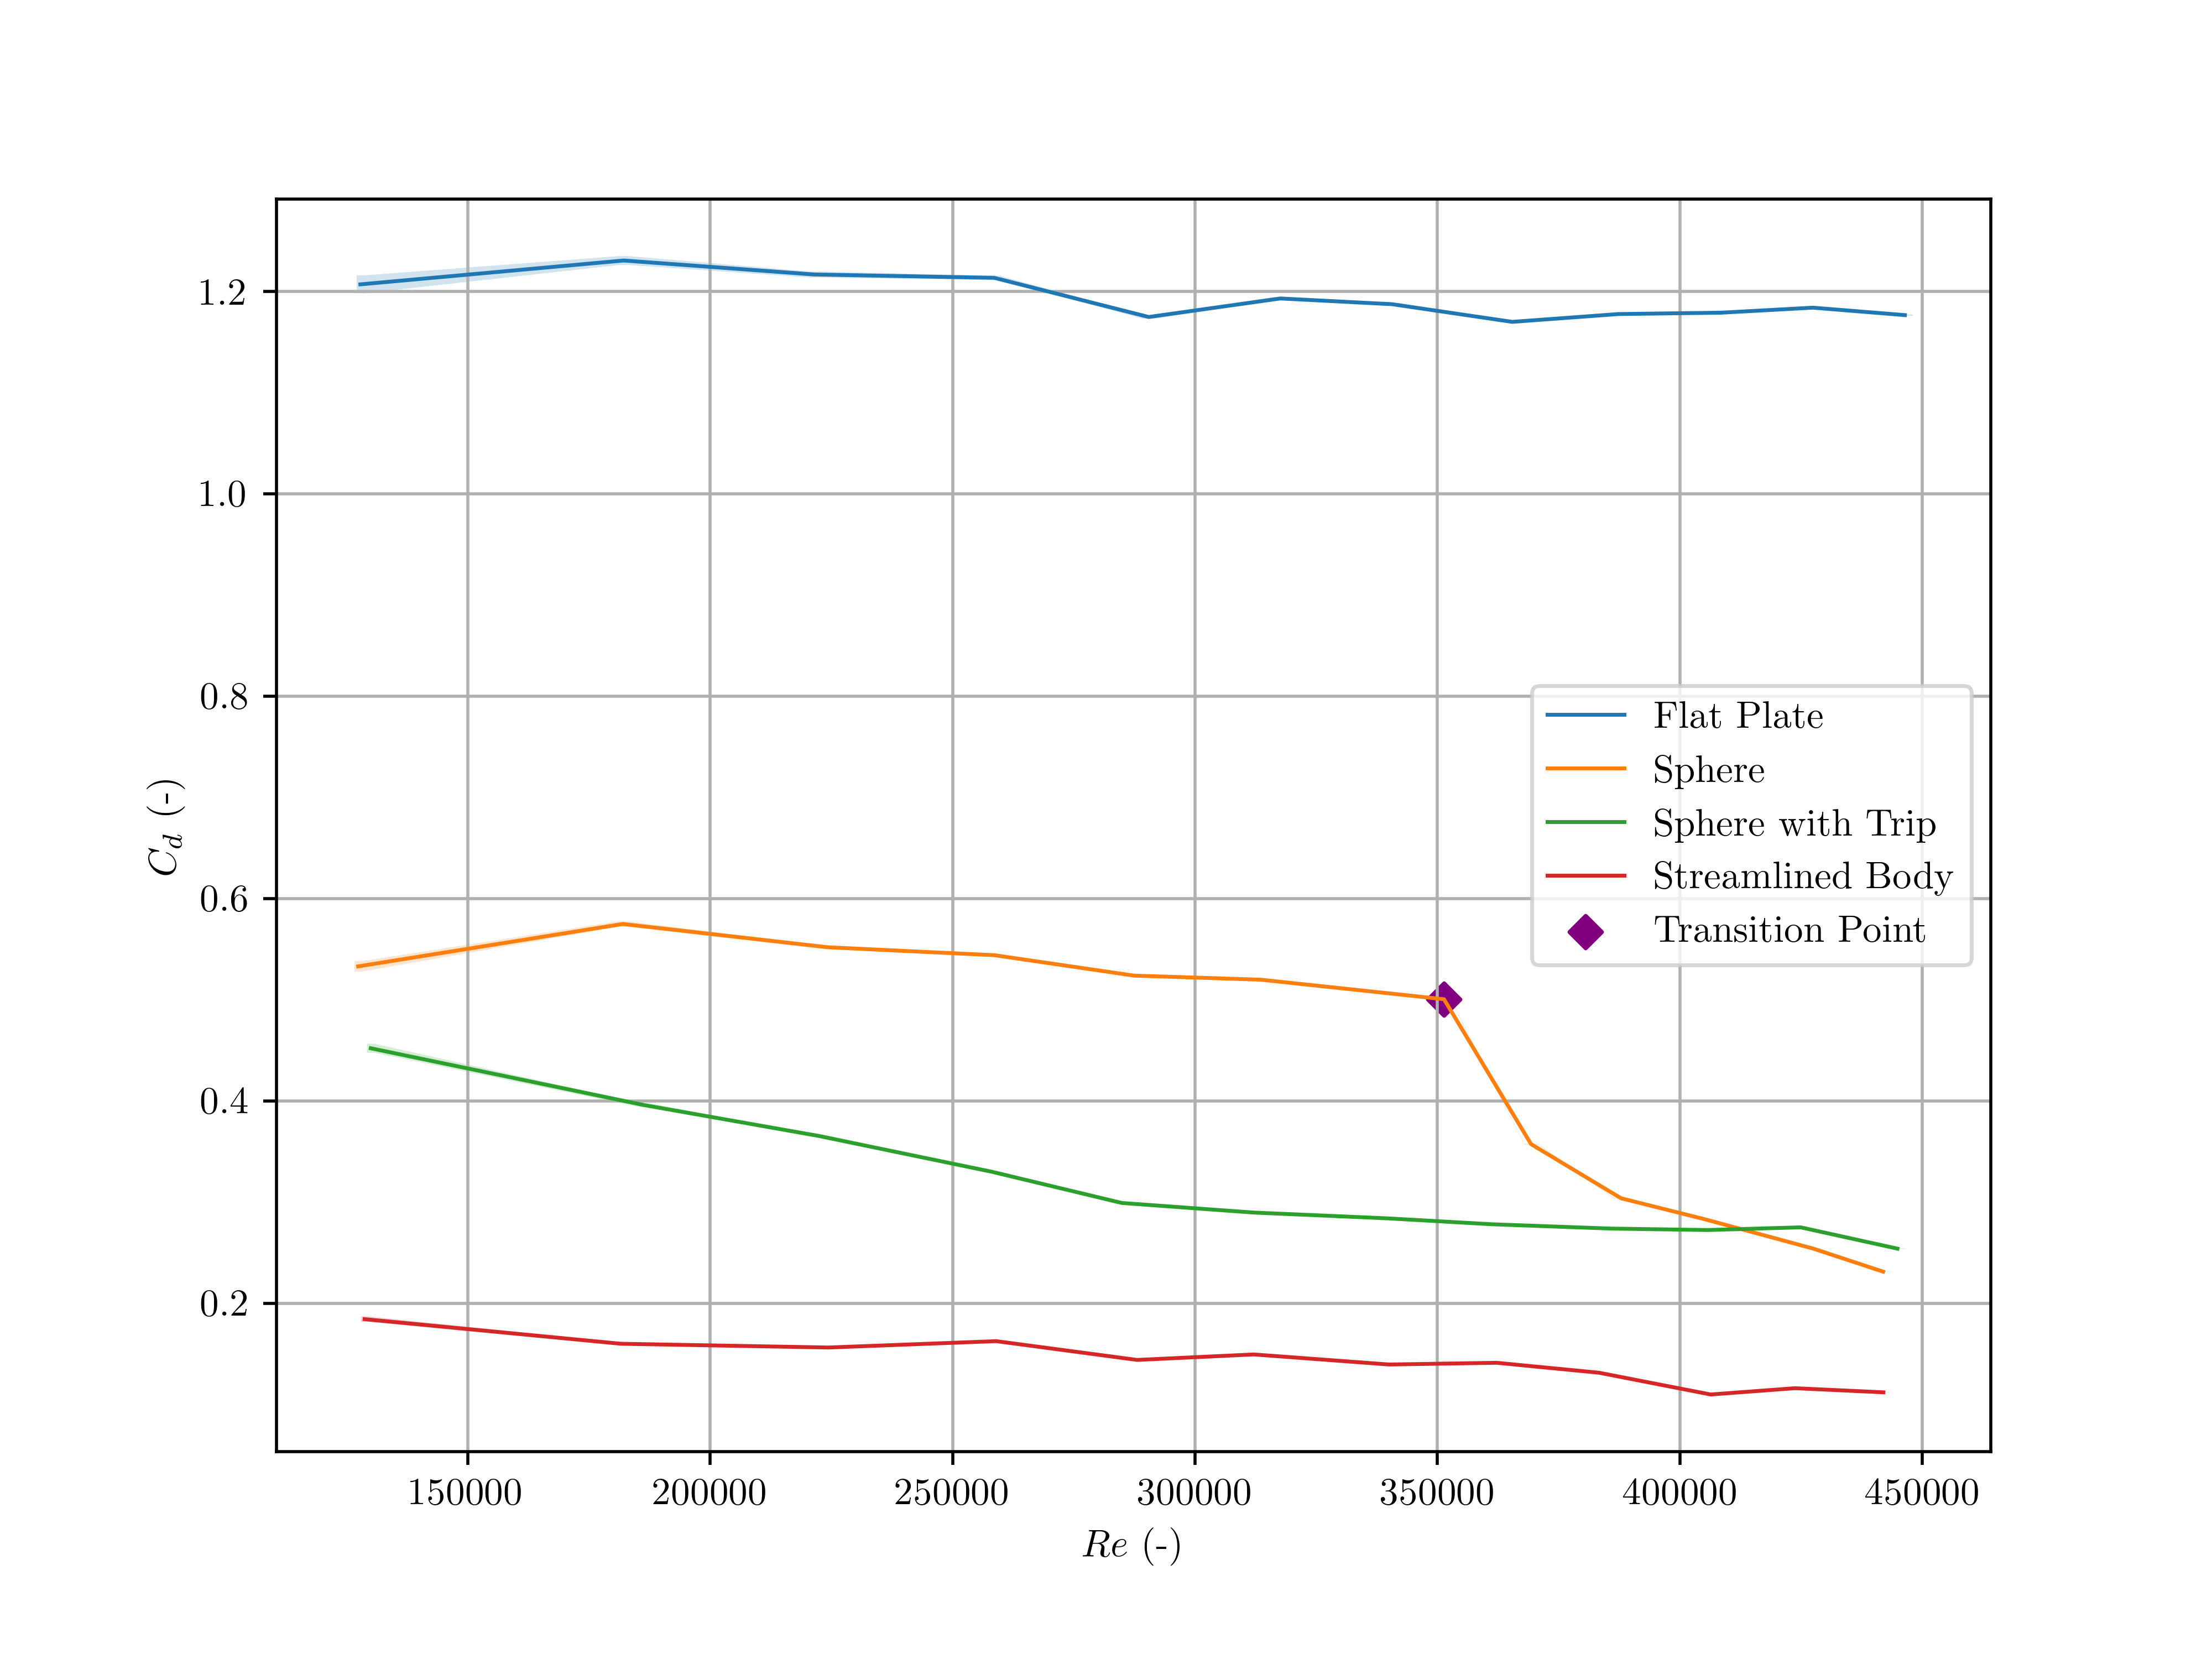 1.2
1.0
0.8
0.6
0.4
0.2
C_d (-)
150000 200000 250000 300000 350000 400000 450000
Re (-)
Flat Plate
Sphere
Sphere with Trip
Streamlined Body
Transition Point